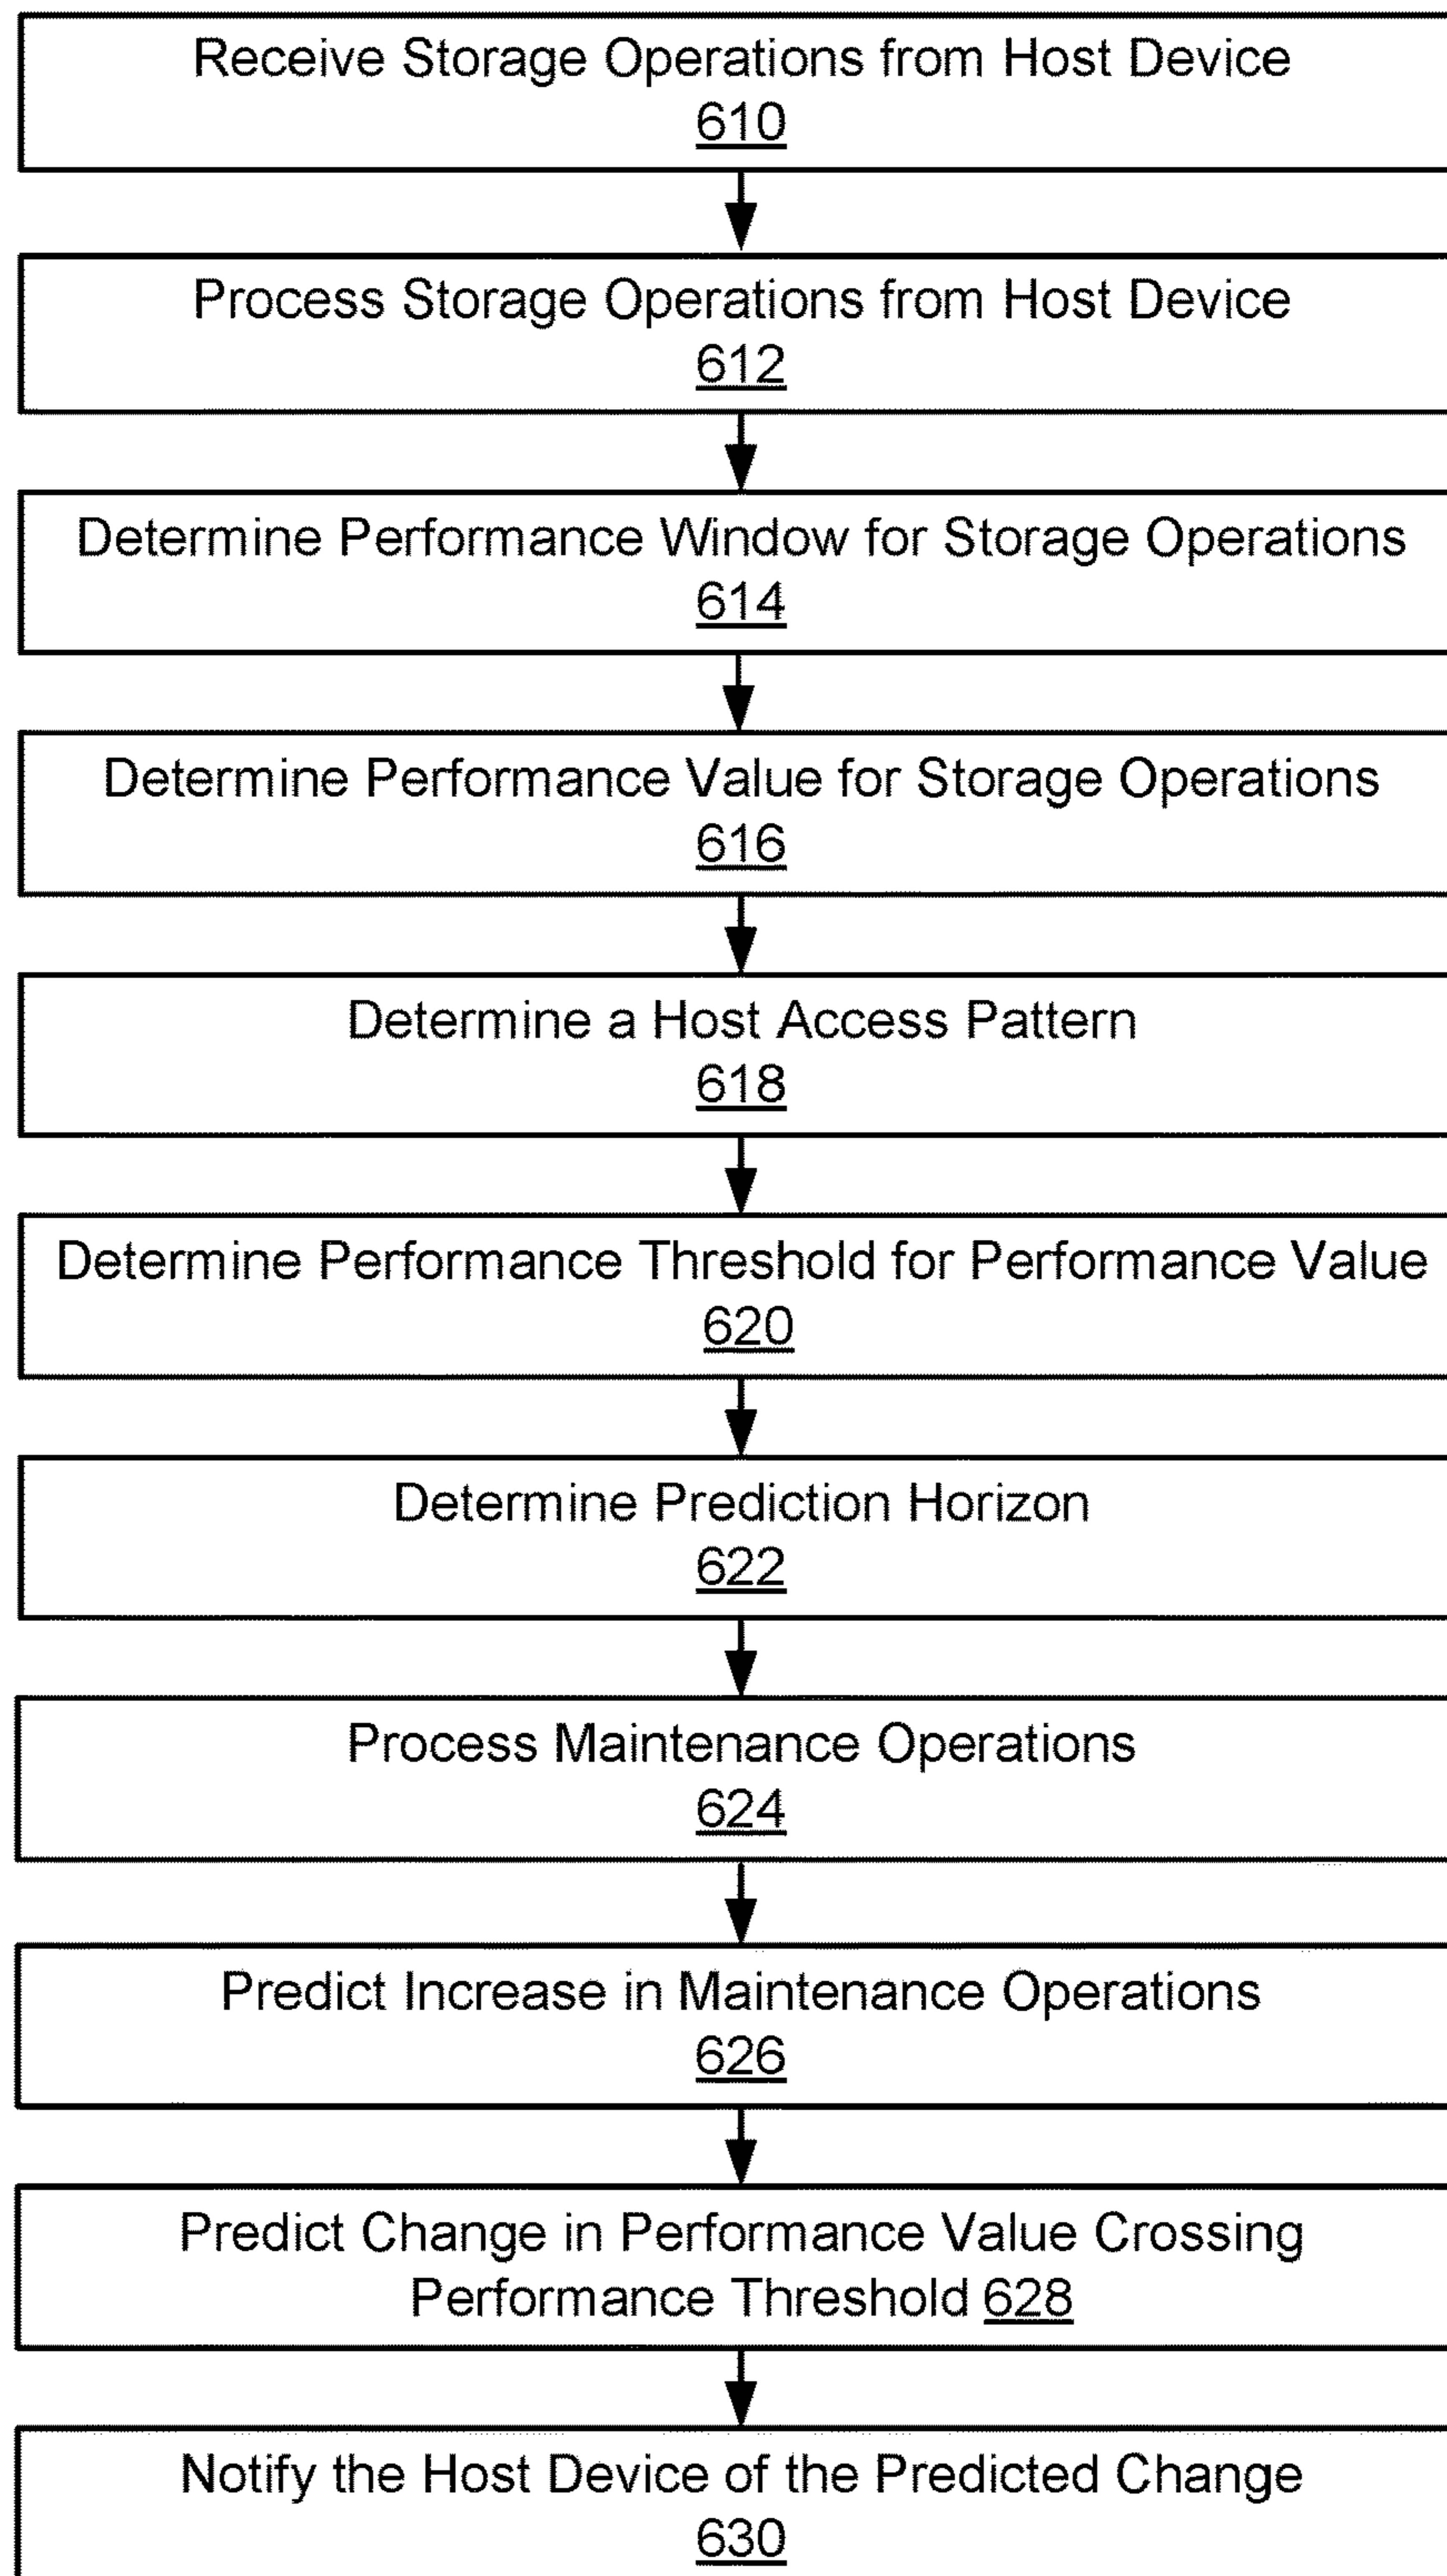 Receive Storage Operations from Host Device
610
Process Storage Operations from Host Device
612
Determine Performance Window for Storage Operations
614
Determine Performance Value for Storage Operations
616
Determine a Host Access Pattern
618
Determine Performance Threshold for Performance Value
620
Determine Prediction Horizon
622
Process Maintenance Operations
624
Predict Increase in Maintenance Operations
626
Predict Change in Performance Value Crossing
Performance Threshold 628
Notify the Host Device of the Predicted Change
630